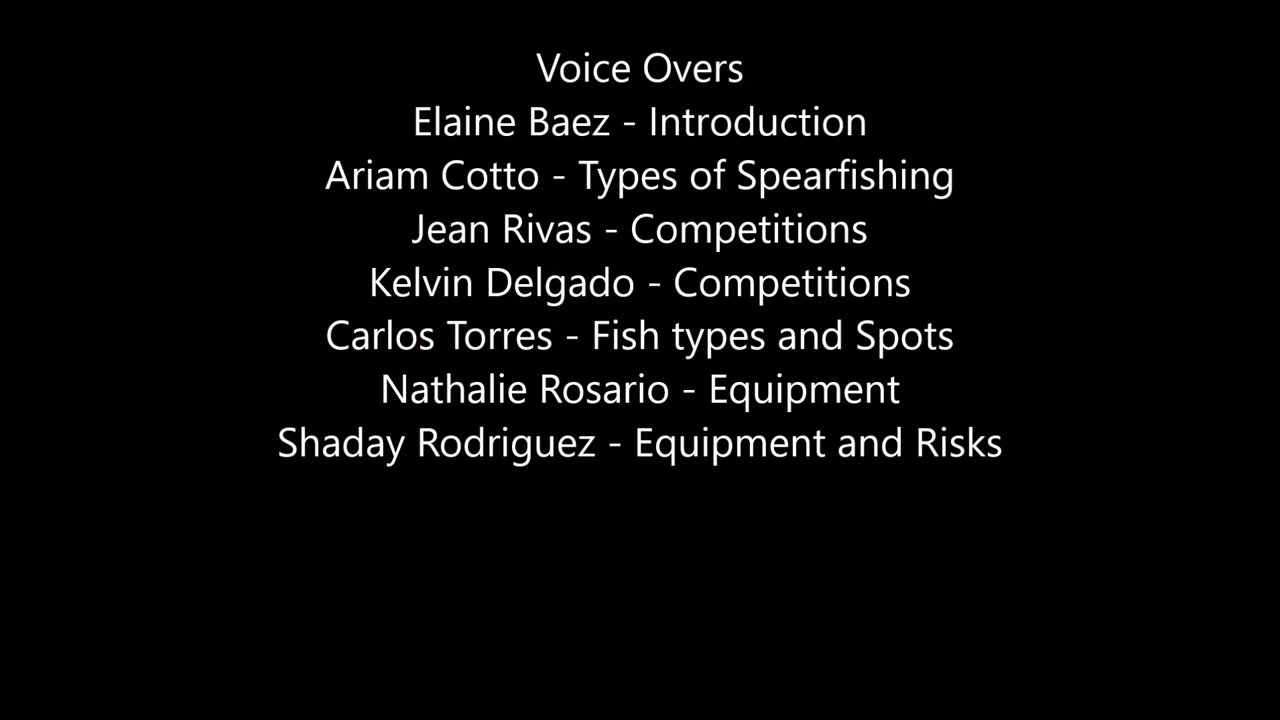 Voice Overs
Elaine Baez - Introduction
Ariam Cotto - Types of Spearfishing
Jean Rivas - Competitions
Kelvin Delgado - Competitions
Carlos Torres - Fish types and Spots
Nathalie Rosario - Equipment
Shaday Rodriguez - Equipment and Risks